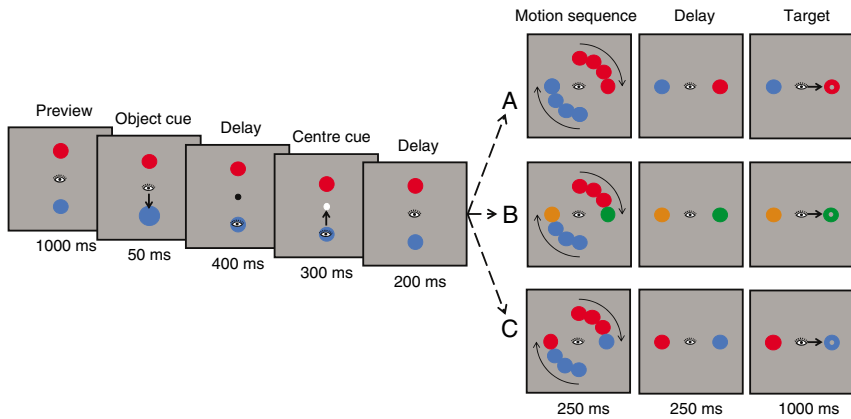 Motion sequence
Delay
Target
Preview
Object cue
Delay
Centre cue
Delay
A
B
C
1000 ms
50 ms
400 ms
300 ms
200 ms
250 ms
250 ms
1000 ms